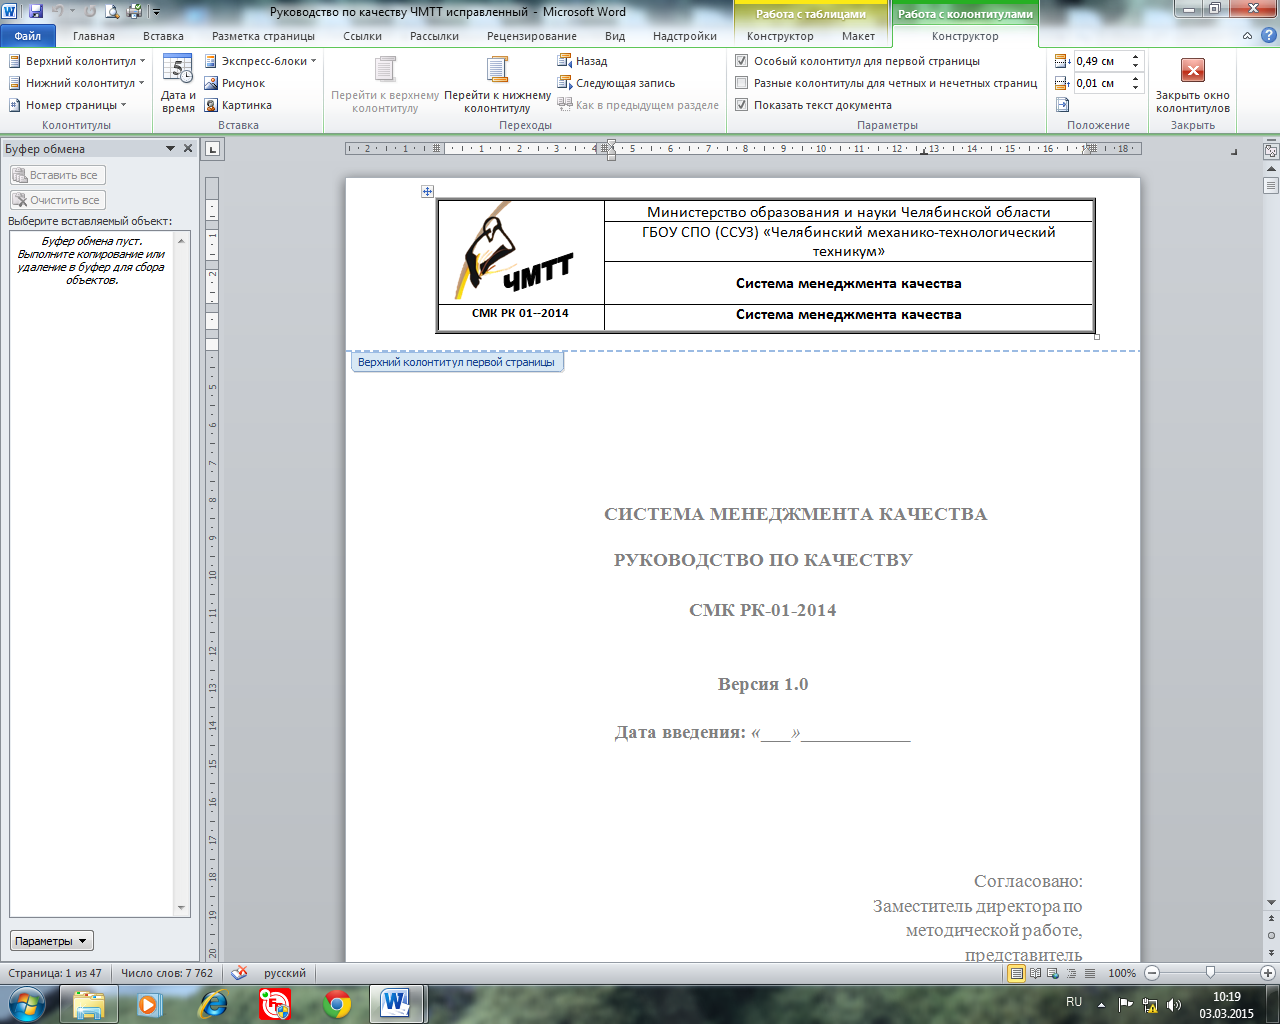 Руководство по качеству ЧМТТ исправленный - Microsoft Word
Работа с таблицами
Работа с колонтитулами
Файл Главная Вставка Разметка страницы Ссылки Рассылки Рецензирование Вид Надстройки Конструктор Макет Конструктор
Верхний колонтитул
Нижний колонтитул
Номер страницы
Колонтитулы
Дата и время
Экспресс-блоки
Рисунок
Картинка
Вставка
Перейти к верхнему колонтитулу
Перейти к нижнему колонтитулу
Назад
Следующая запись
Как в предыдущем разделе
Переходы
Особый колонтитул для первой страницы
Разные колонтитулы для четных и нечетных страниц
Показать текст документа
Параметры
0,49 см
0,01 см
Положение
Закрыть окно колонтитулов
Закрыть
Буфер обмена
Вставить все
Очистить все
Выберите вставляемый объект:
Буфер обмена пуст.
Выполните копирование или
удаление в буфер для сбора
объектов.
Параметры
ЧМТТ
Министерство образования и науки Челябинской области
ГБОУ СПО (ССУЗ) «Челябинский механико-технологический
техникум»
Система менеджмента качества
СМК РК 01--2014
Система менеджмента качества
Верхний колонтитул первой страницы
СИСТЕМА МЕНЕДЖМЕНТА КАЧЕСТВА
РУКОВОДСТВО ПО КАЧЕСТВУ
СМК РК-01-2014
Версия 1.0
Дата введения: «___»___________
Согласовано:
Заместитель директора по
методической работе,
представитель
Страница: 1 из 47 Число слов: 7 762 русский 100%
RU 10:19
03.03.2015